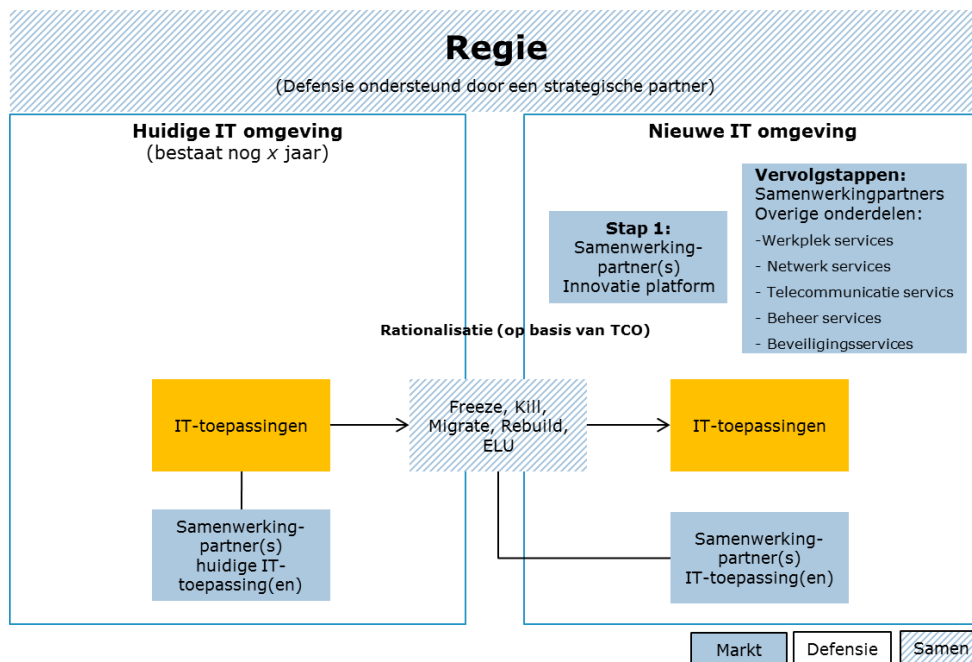 Regie
(Defensie ondersteund door een strategische partner)
Huidige IT omgeving
(bestaat nog x jaar)
Nieuwe IT omgeving
Vervolgstappen:
Samenwerkingpartners
Overige onderdelen:
-Werkplek services
- Netwerk services
- Telecommunicatie servics
- Beheer services
- Beveiligingsservices
Stap 1:
Samenwerking-
partner(s)
Innovatie platform
Rationalisatie (op basis van TCO)
IT-toepassingen
Freeze, Kill,
Migrate, Rebuild,
ELU
IT-toepassingen
Samenwerking-
partner(s)
huidige IT-
toepassing(en)
Samenwerking-
partner(s)
IT-toepassing(en)
Markt
Defensie
Samen